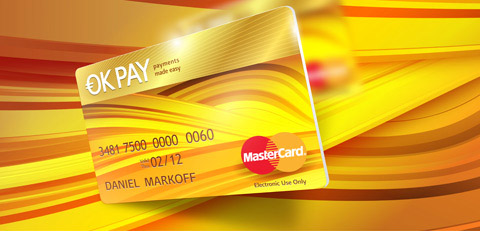 OKPAY
payments
made easy
3481 7500 0000 0060
02/12
DANIEL MARKOFF
MasterCard
Electronic Use Only